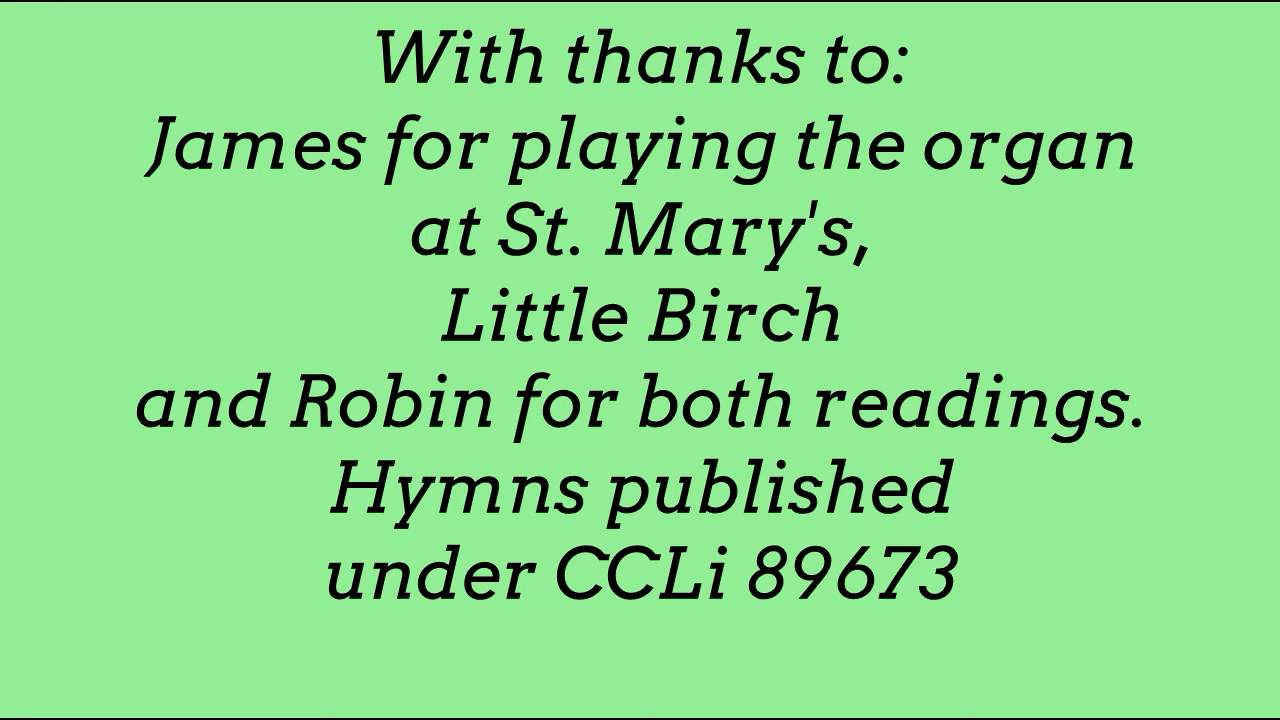 With thanks to:
James for playing the organ
at St. Mary's,
Little Birch
and Robin for both readings.
Hymns published
under CCLi 89673